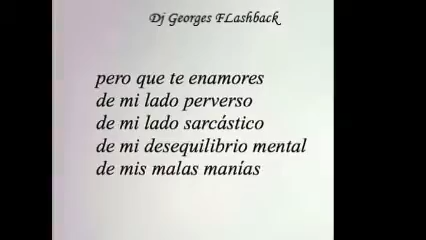 Dj Georges FLashback
pero que te enamores
de mi lado perverso
de mi lado sarcástico
de mi desequilibrio mental
de mis malas manías